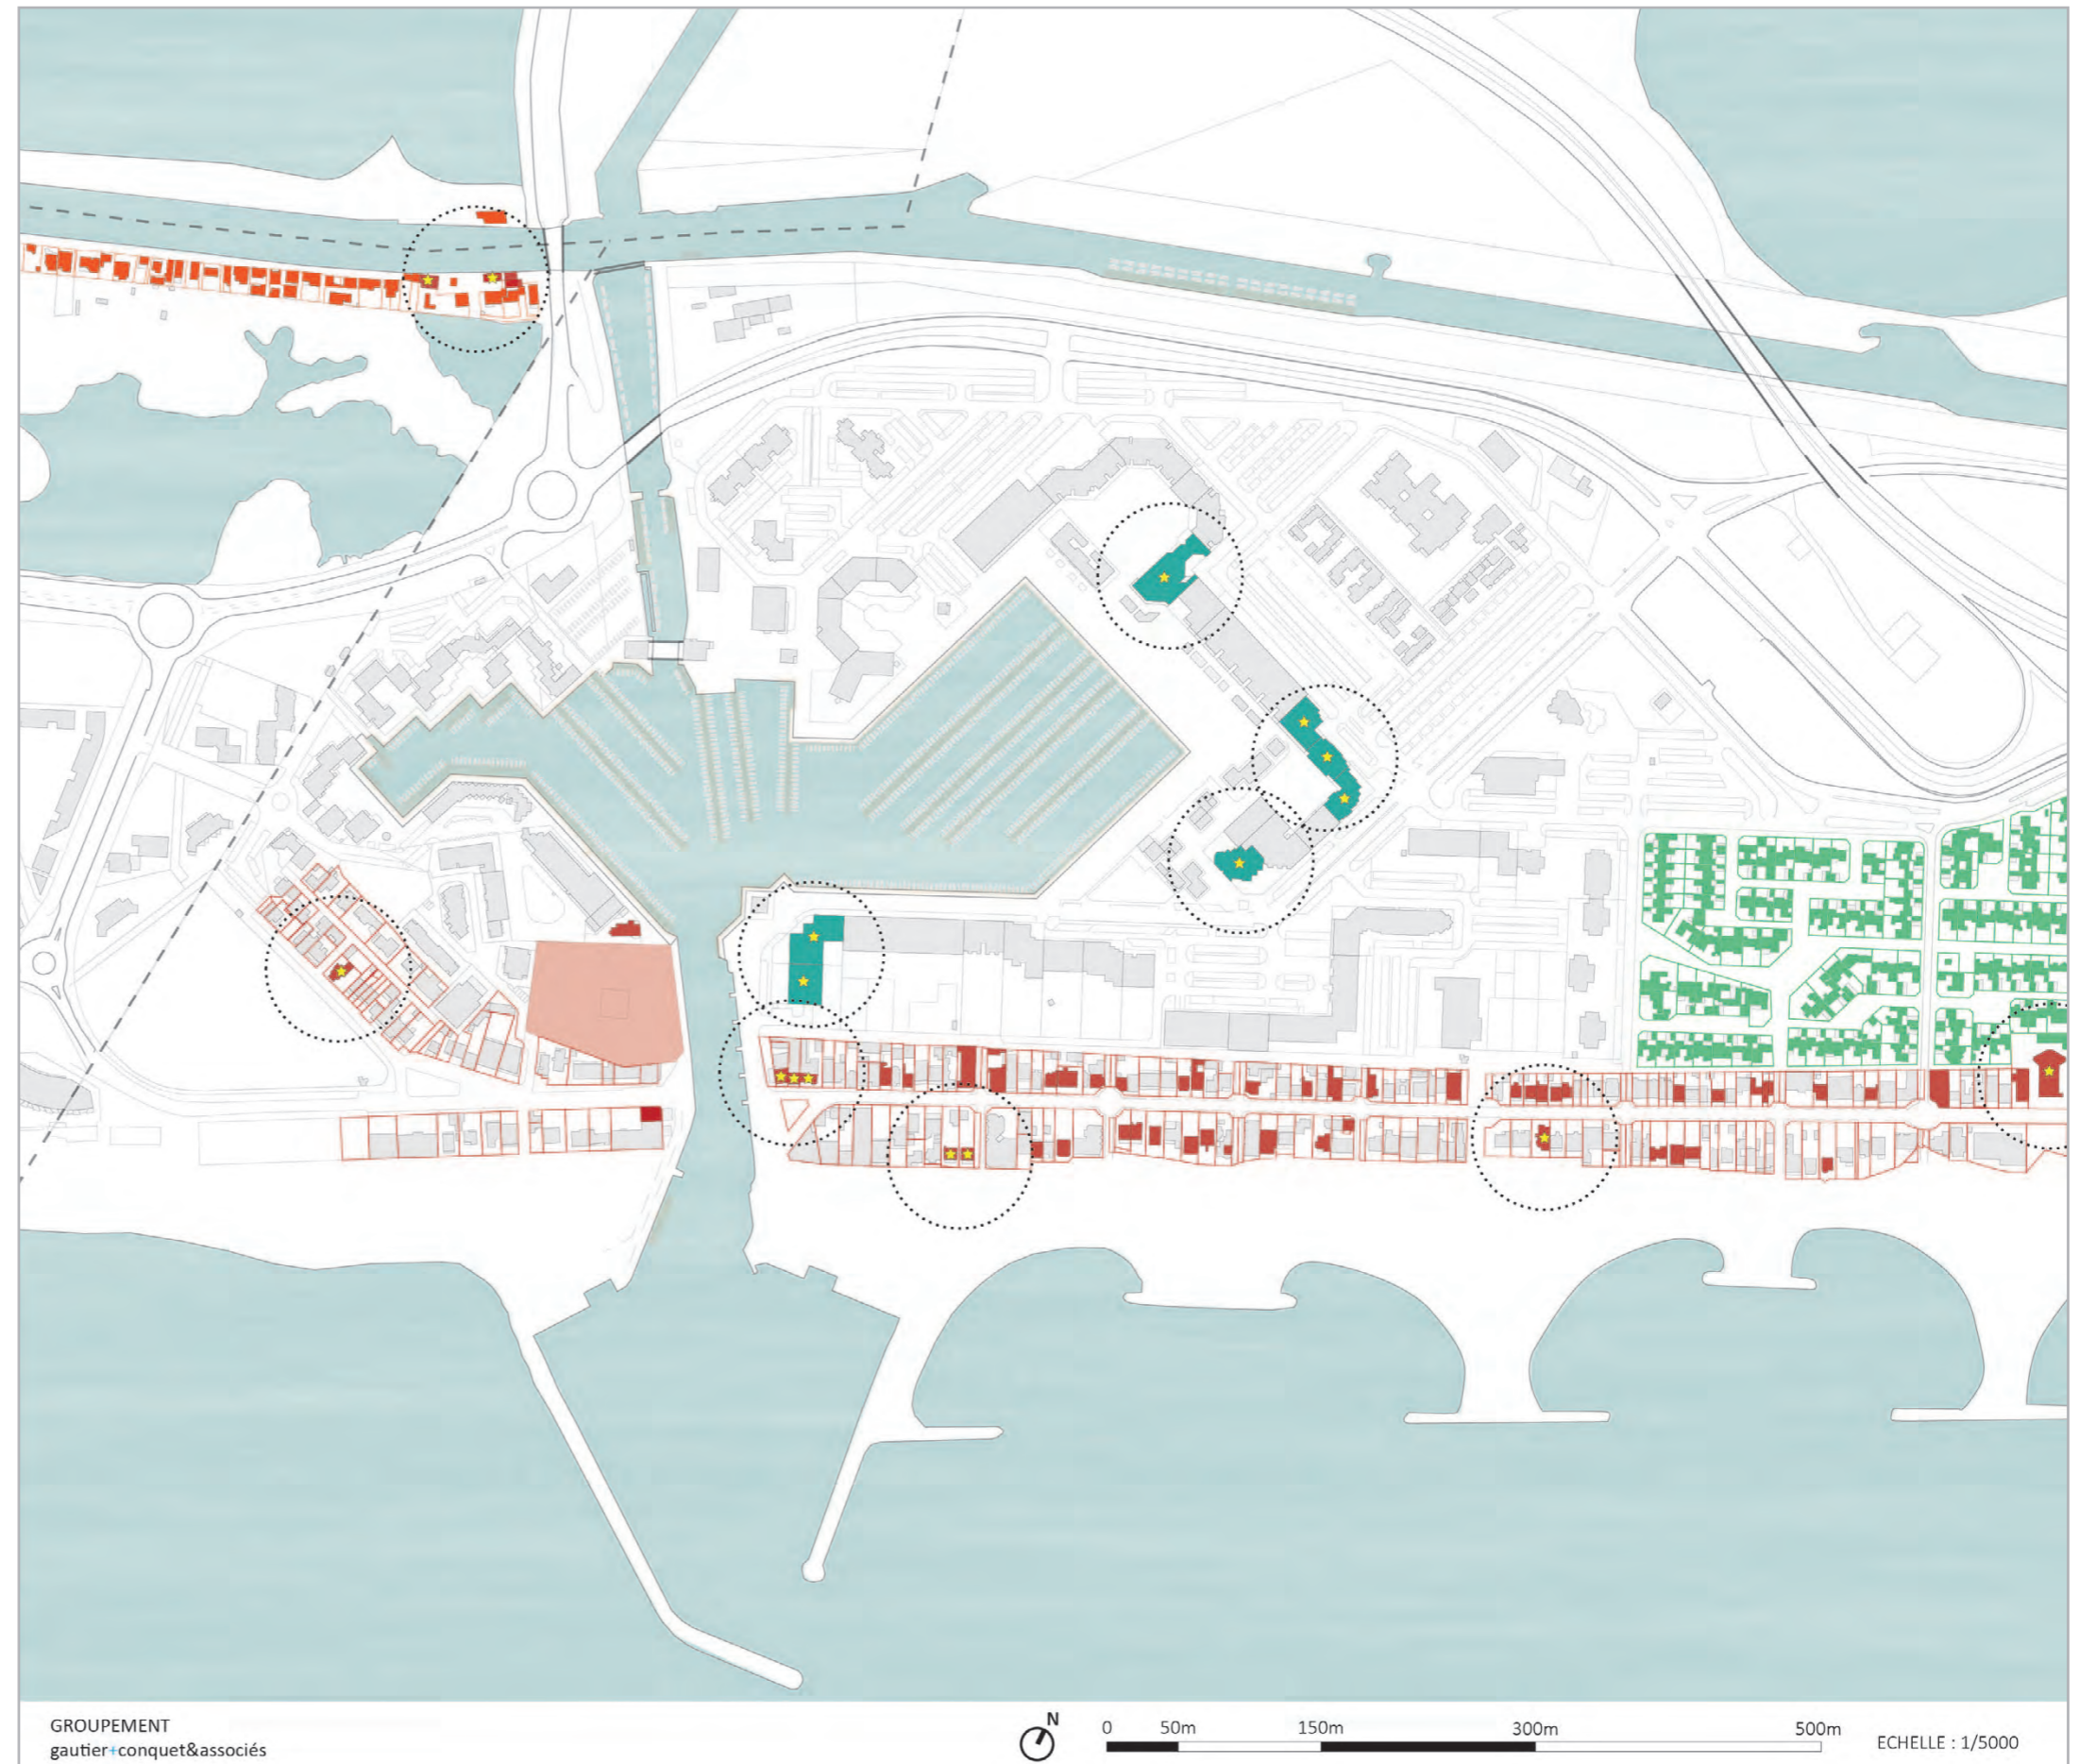 GROUPEMENT
gautier+conquet&associés
N
0 50m 150m 300m 500m
ECHELLE : 1/5000